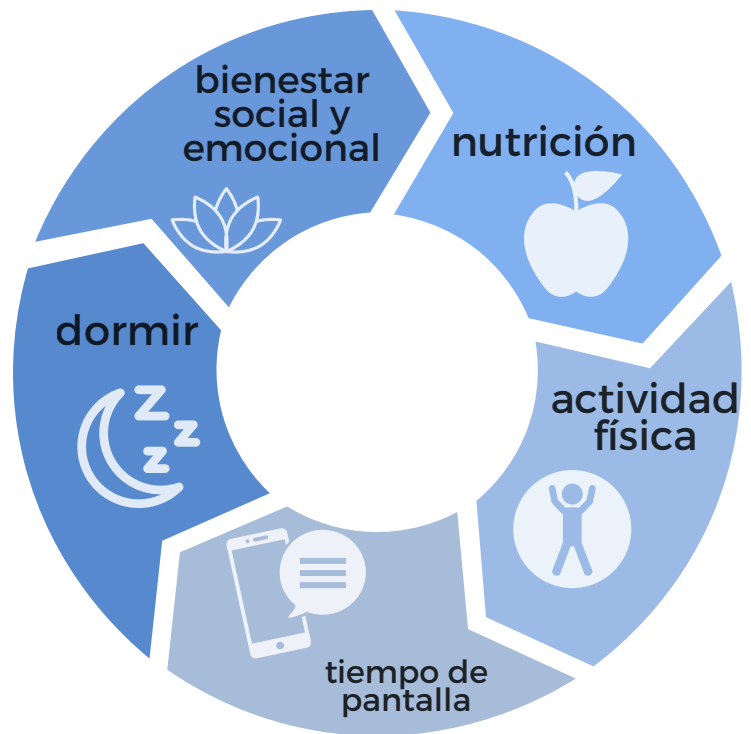 bienestar
social y
emocional
nutrición
actividad
física
tiempo de
pantalla
dormir